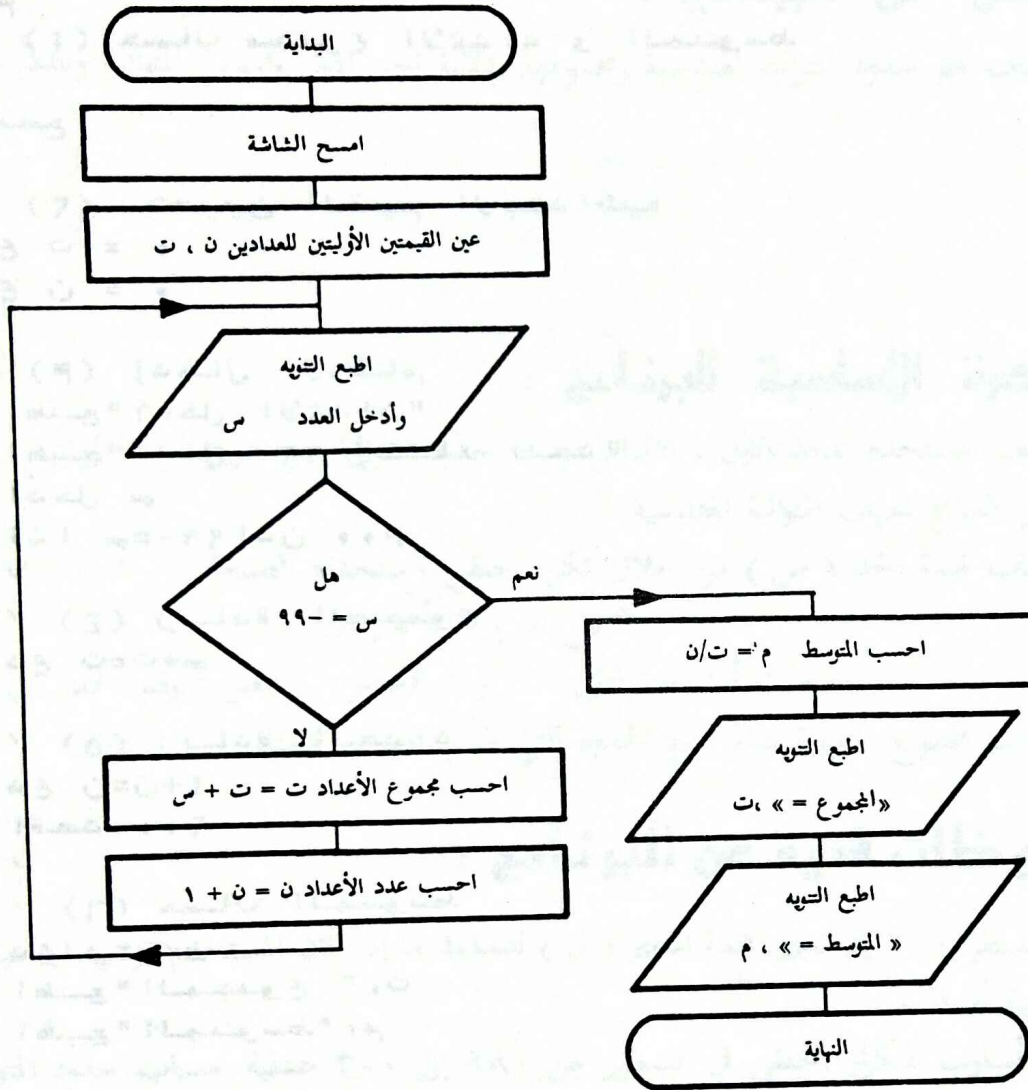 البداية
امسح الشاشة
عين القيمتين الأوليتين للعدادين ن ، ت
اطبع التنويه
وأدخل العدد س
هل
س = -٩٩
نعم
لا
احسب مجموع الأعداد ت = ت + س
احسب عدد الأعداد ن = ن + ١
احسب المتوسط م = ت/ن
اطبع التنويه
«المجموع = » ،ت
اطبع التنويه
« المتوسط = » ، م
النهاية